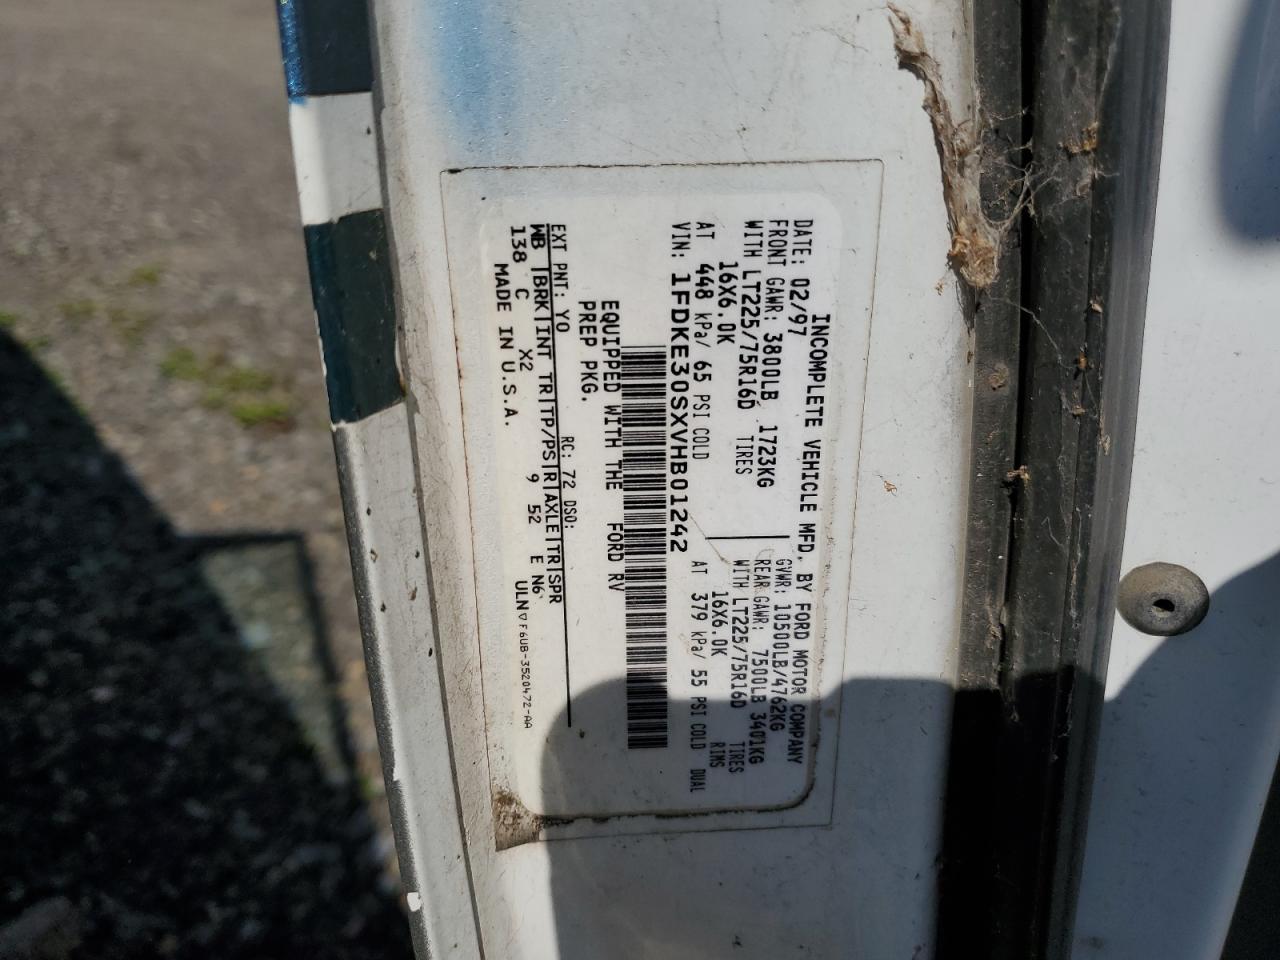 INCOMPLETE VEHICLE MFD. BY FORD MOTOR COMPANY
DATE: 02/97 GVWR: 10500LB/4762KG
FRONT GAWR: 3800LB 1723KG REAR GAWR: 7500LB 3401KG
WITH LT225/75R16D TIRES WITH LT225/75R16D TIRES
16X6.0K 16X6.0K RIMS
AT 448 kPa/ 65 PSI COLD AT 379 kPa/ 55 PSI COLD DUAL
VIN: 1FDKE30SXVHB01242
EQUIPPED WITH THE FORD RV
PREP PKG.
EXT PNT: YO RC: 72 DSO:
WB BRK INT TR TP/PS R AXLE TR SPR
138 C X2 9 52 E N6
MADE IN U.S.A. ULN F6UB-3520472-AA